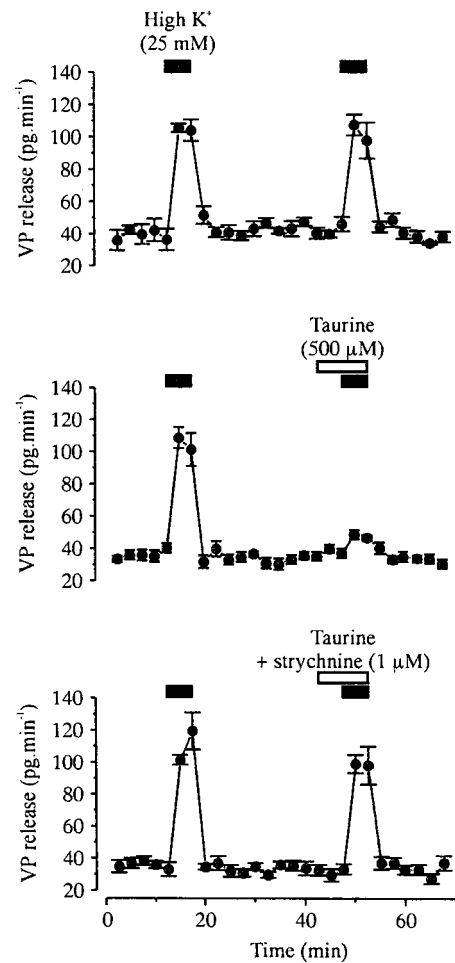 High K⁺
(25 mM)
VP release (pg.min⁻¹)
140
120
100
80
60
40
20
Taurine
(500 µM)
VP release (pg.min⁻¹)
140
120
100
80
60
40
20
Taurine
+ strychnine (1 µM)
VP release (pg.min⁻¹)
140
120
100
80
60
40
20
0 20 40 60
Time (min)